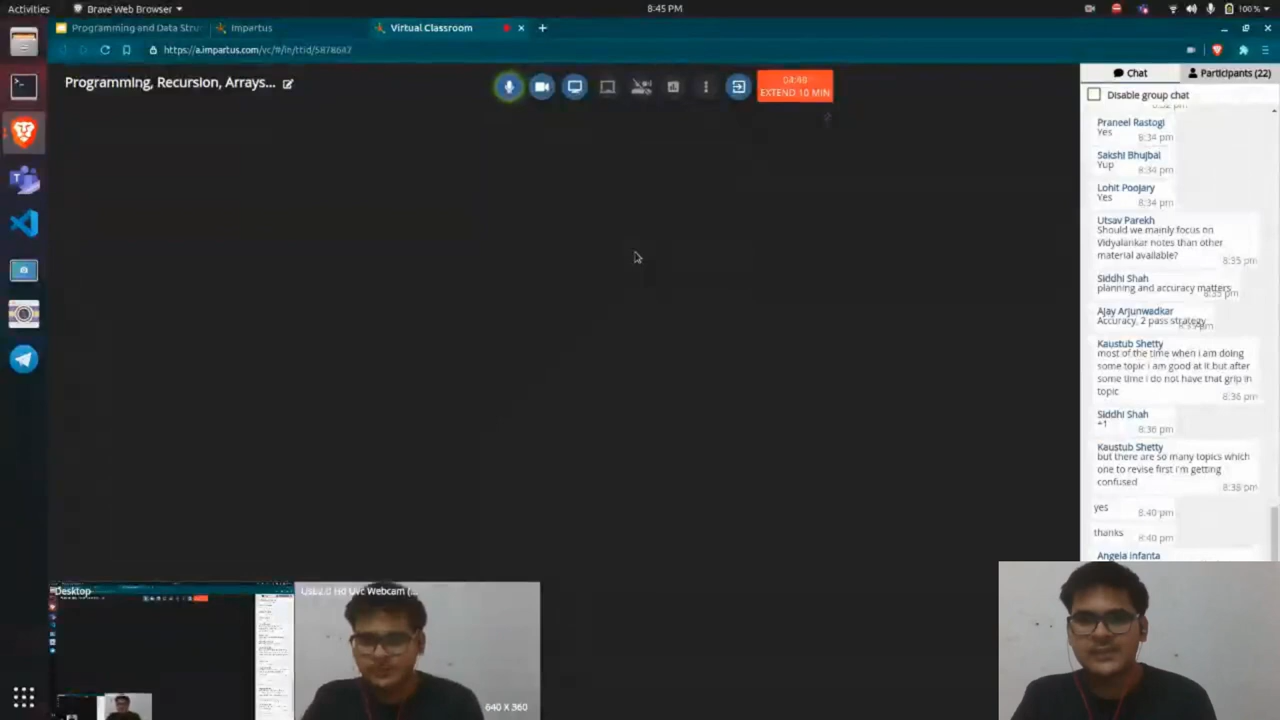 Activities
Brave Web Browser
8:45 PM
100 %
Programming and Data Stru
Impartus
Virtual Classroom
https://a.impartus.com/vc/#/in/ttid/5878647
Programming, Recursion, Arrays...
EXTEND 10 MIN
Chat
Participants (22)
Disable group chat
Praneel Rastogi
Yes
8:34 pm
Sakshi Bhujbal
Yup
8:34 pm
Lohit Poojary
Yes
8:34 pm
Utsav Parekh
Should we mainly focus on
Vidyalankar notes than other
material available?
8:35 pm
Siddhi Shah
planning and accuracy matters
Ajay Arjunwadkar
Accuracy, 2 pass strategy
Kaustub Shetty
most of the time when i am doing
some topic i am good at it.but after
some time i do not have that grip in
topic
8:36 pm
Siddhi Shah
+1
8:36 pm
Kaustub Shetty
but there are so many topics which
one to revise first i'm getting
confused
8:38 pm
yes
8:40 pm
thanks
8:40 pm
Angela infanta
Desktop
USB2.0 Hd Uvc Webcam (...
640 X 360